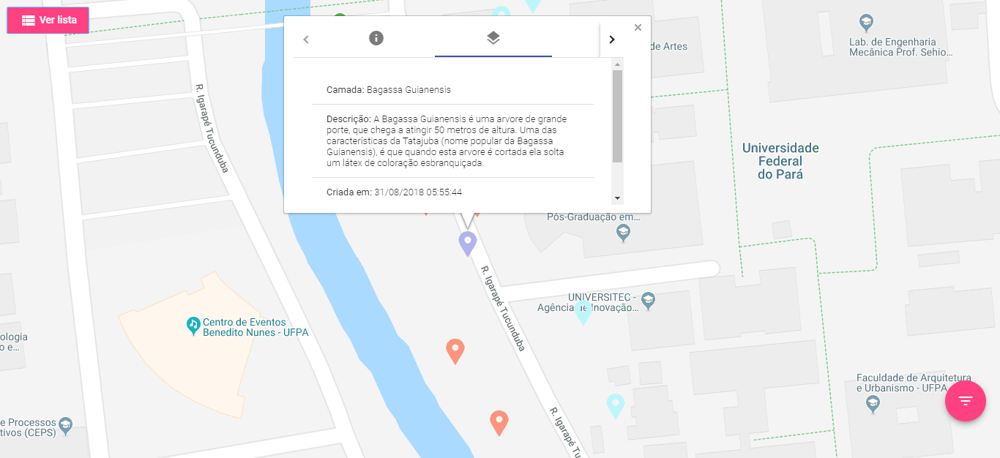 Ver lista
de Artes
Lab. de Engenharia
Mecânica Prof. Sehio...
Camada: Bagassa Guianensis
Descrição: A Bagassa Guianensis é uma arvore de grande
porte, que chega a atingir 50 metros de altura. Uma das
características da Tatajuba (nome popular da Bagassa
Guianensis), é que quando esta arvore é cortada ela solta
um látex de coloração esbranquiçada.
Criada em: 31/08/2018 05:55:44
R. Igarapé Tucunduba
Universidade
Federal
do Pará
Pós-Graduação em...
R. Igarapé Tucunduba
UNIVERSITEC -
Agência de Inovação...
Centro de Eventos
Benedito Nunes - UFPA
ologia
o e...
Faculdade de Arquitetura
e Urbanismo - UFPA
R. Igarapé Tucu
e Processos
tivos (CEPS)